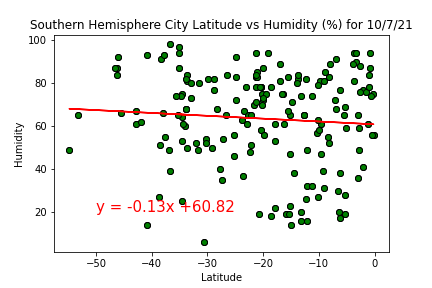 Southern Hemisphere City Latitude vs Humidity (%) for 10/7/21
100
80
60
40
20
Humidity
y = -0.13x +60.82
−50 −40 −30 −20 −10 0
Latitude